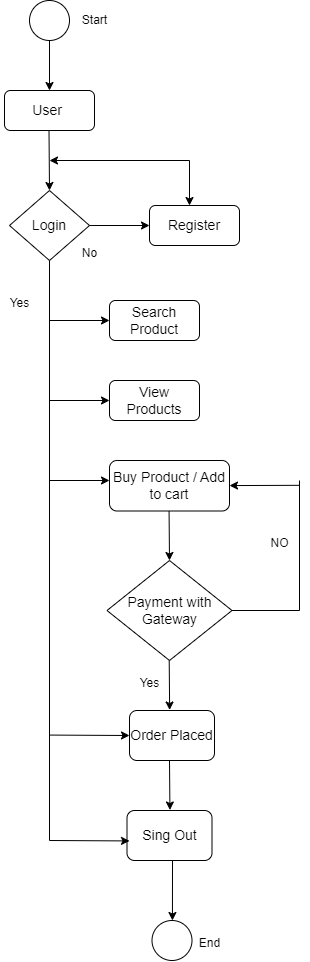 Start
User
Login
Register
No
Yes
Search
Product
View
Products
Buy Product / Add
to cart
NO
Payment with
Gateway
Yes
Order Placed
Sing Out
End